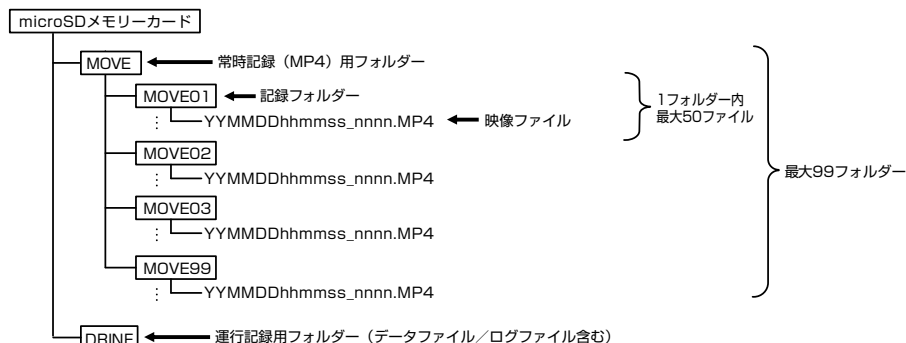 microSDメモリーカード
MOVE
常時記録（MP4）用フォルダー
MOVE01
記録フォルダー
YYMMDDhhmmss_nnnn.MP4
映像ファイル
1フォルダー内
最大50ファイル
MOVE02
YYMMDDhhmmss_nnnn.MP4
最大99フォルダー
MOVE03
YYMMDDhhmmss_nnnn.MP4
MOVE99
YYMMDDhhmmss_nnnn.MP4
運行記録用フォルダー（データファイル／ログファイル含む）